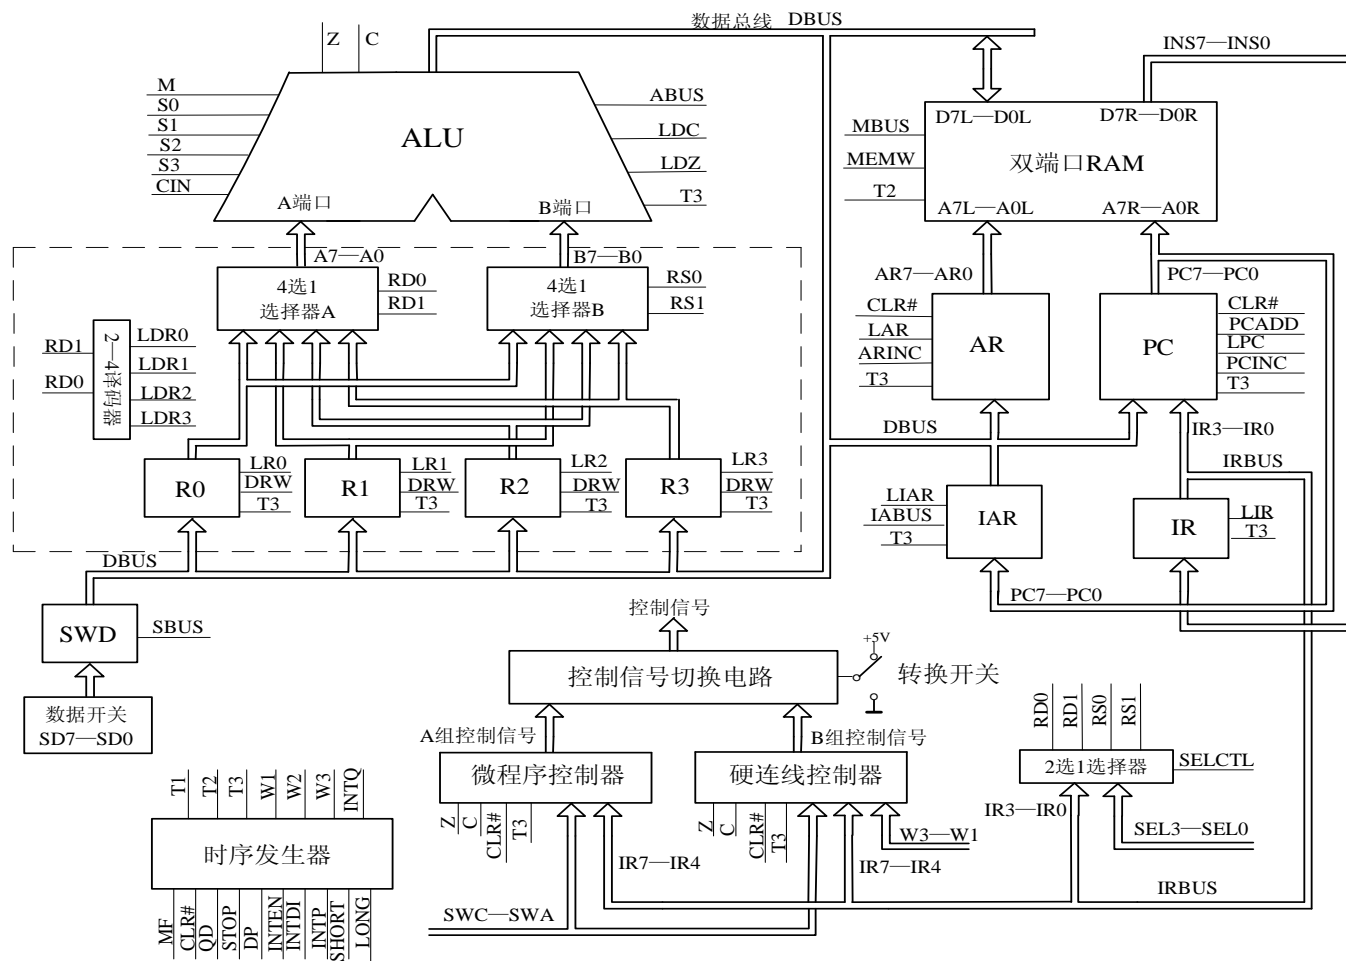 数据总线 DBUS
Z
C
INS7—INS0
M
S0
S1
S2
S3
CIN
ALU
ABUS
LDC
LDZ
T3
A端口
B端口
MBUS
MEMW
T2
D7L—D0L
D7R—D0R
双端口RAM
A7L—A0L
A7R—A0R
A7—A0
B7—B0
4选1
选择器A
RD0
RD1
4选1
选择器B
RS0
RS1
AR7—AR0
PC7—PC0
CLR#
LAR
ARINC
T3
AR
PC
CLR#
PCADD
LPC
PCINC
T3
RD1
RD0
2—4译码器
LDR0
LDR1
LDR2
LDR3
DBUS
IR3—IR0
IRBUS
R0
LR0
DRW
T3
R1
LR1
DRW
T3
R2
LR2
DRW
T3
R3
LR3
DRW
T3
LIAR
IABUS
T3
IAR
IR
LIR
T3
DBUS
PC7—PC0
SWD
SBUS
数据开关
SD7—SD0
控制信号
控制信号切换电路
+5V
转换开关
A组控制信号
B组控制信号
微程序控制器
硬连线控制器
Z
C
CLR#
T3
Z
C
CLR#
T3
RD0
RD1
RS0
RS1
2选1选择器
SELCTL
IR3—IR0
SEL3—SEL0
W3—W1
IR7—IR4
IR7—IR4
IRBUS
SWC—SWA
T1
T2
T3
W1
W2
W3
INTQ
时序发生器
MF
CLR#
QD
STOP
DP
INTEN
INTDI
INTP
SHORT
LONG